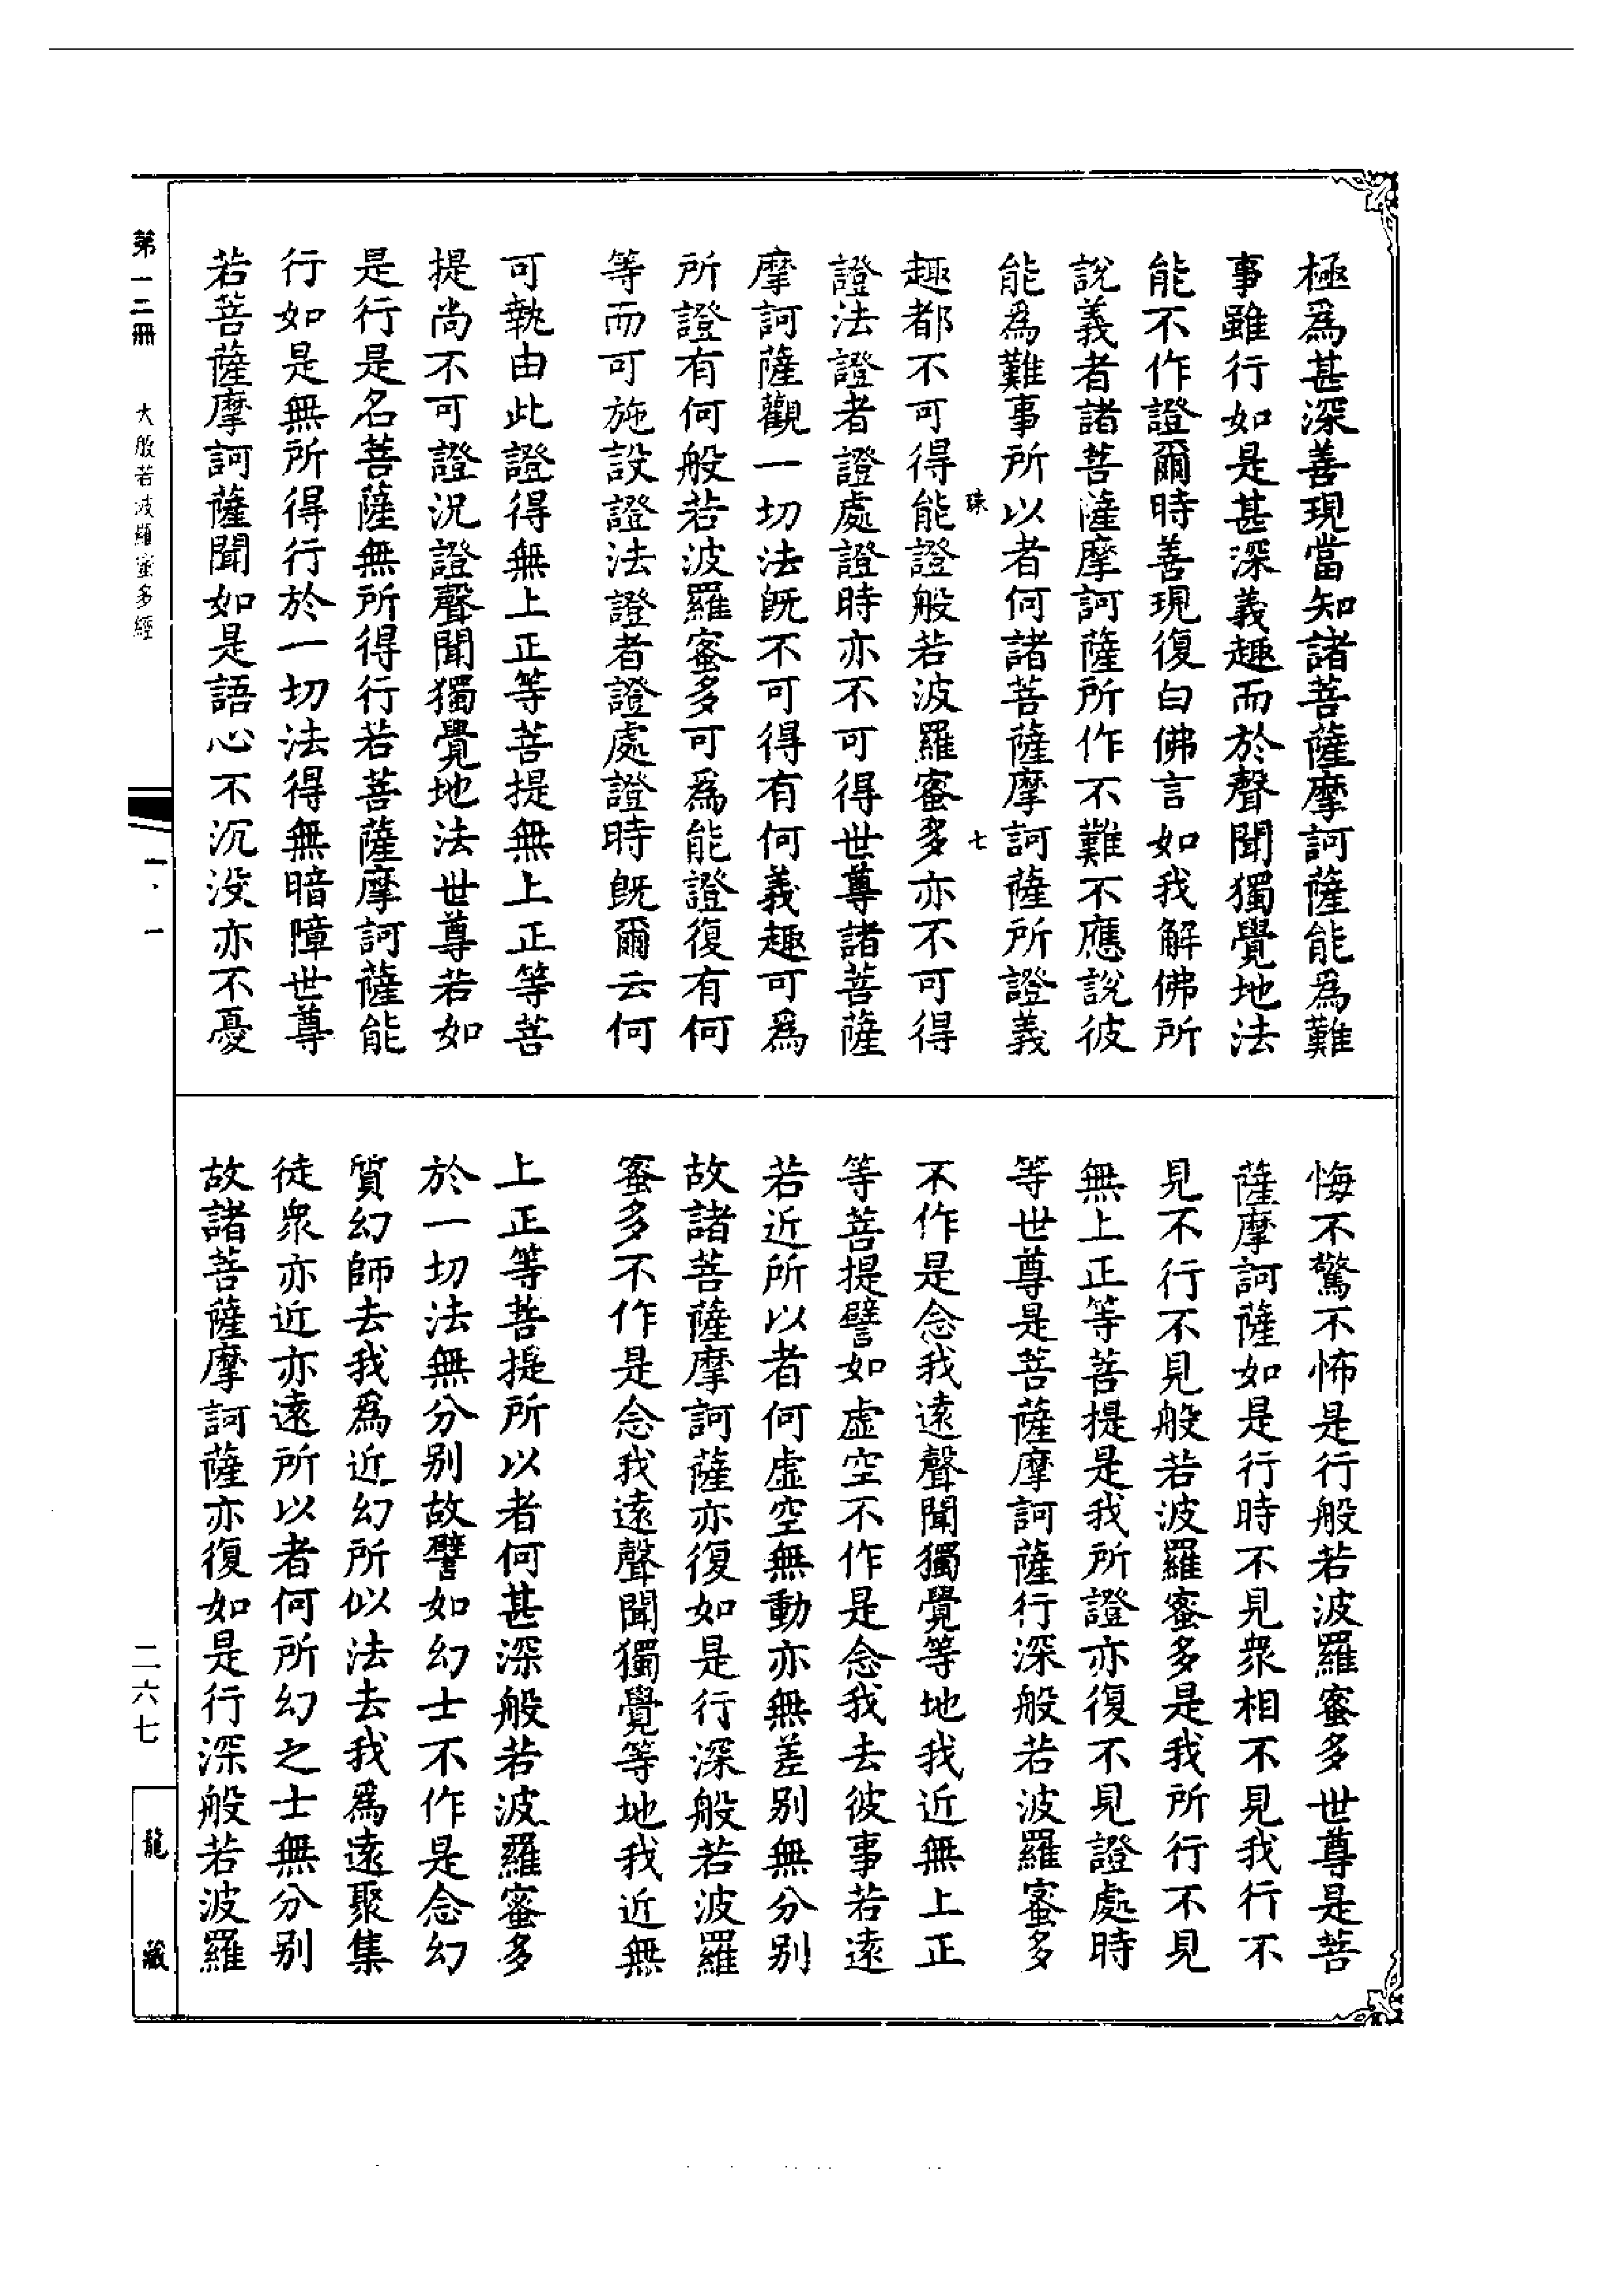 極爲甚深善現當知諸菩薩摩訶薩能爲難
事雖行如是甚深義趣而於聲聞獨覺地法
能不作證爾時善現復白佛言如我解佛所
說義者諸菩薩摩訶薩所作不難不應說彼
能爲難事所以者何諸菩薩摩訶薩所證義
珠 七
趣都不可得能證般若波羅蜜多亦不可得
證法證者證處證時亦不可得世尊諸菩薩
摩訶薩觀一切法旣不可得有何義趣可爲
所證有何般若波羅蜜多可爲能證復有何
等而可施設證法證者證處證時旣爾云何
可執由此證得無上正等菩提無上正等菩
提尚不可證況證聲聞獨覺地法世尊若如
是行是名菩薩無所得行若菩薩摩訶薩能
行如是無所得行於一切法得無暗障世尊
若菩薩摩訶薩聞如是語心不沉没亦不憂
悔不驚不怖是行般若波羅蜜多世尊是菩
薩摩訶薩如是行時不見衆相不見我行不
見不行不見般若波羅蜜多是我所行不見
無上正等菩提是我所證亦復不見證處時
等世尊是菩薩摩訶薩行深般若波羅蜜多
不作是念我遠聲聞獨覺等地我近無上正
等菩提譬如虛空不作是念我去彼事若遠
若近所以者何虛空無動亦無差別無分別
故諸菩薩摩訶薩亦復如是行深般若波羅
蜜多不作是念我遠聲聞獨覺等地我近無
上正等菩提所以者何甚深般若波羅蜜多
於一切法無分別故譬如幻士不作是念幻
質幻師去我爲近幻所似法去我爲遠聚集
徒衆亦近亦遠所以者何所幻之士無分別
故諸菩薩摩訶薩亦復如是行深般若波羅
第一二冊 大般若波羅蜜多經
一·一
二六七
龍藏